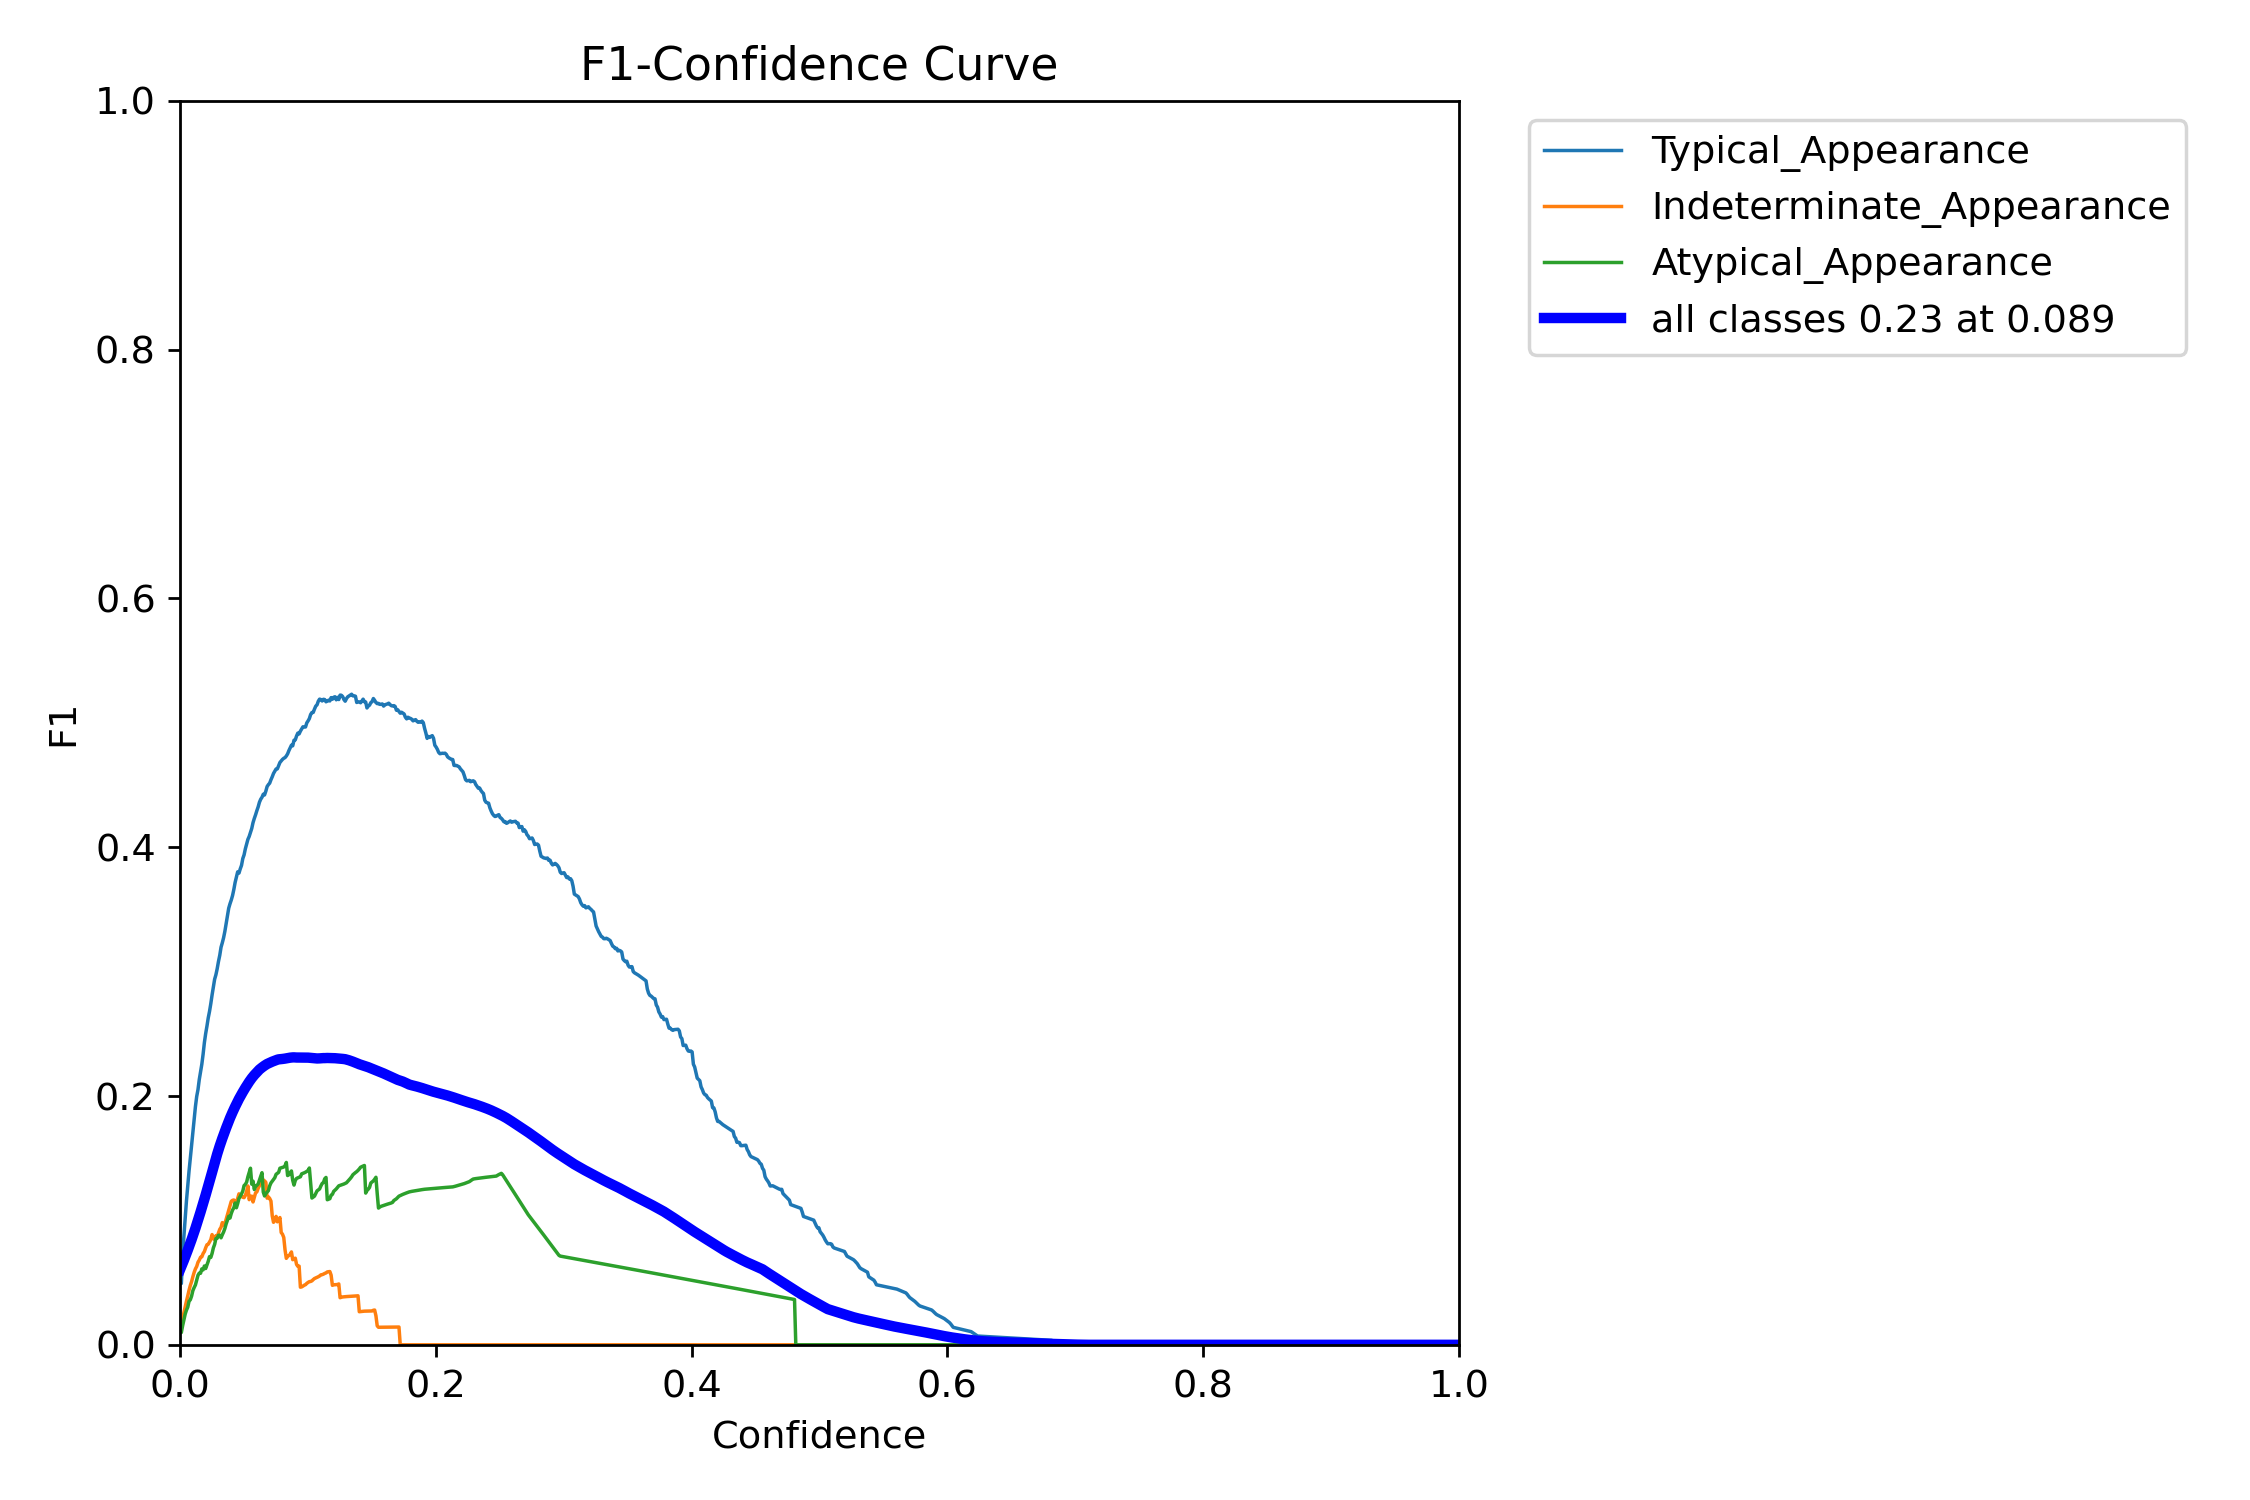 F1-Confidence Curve
1.0
0.8
0.6
0.4
0.2
0.0
F1
0.0 0.2 0.4 0.6 0.8 1.0
Confidence
Typical_Appearance
Indeterminate_Appearance
Atypical_Appearance
all classes 0.23 at 0.089